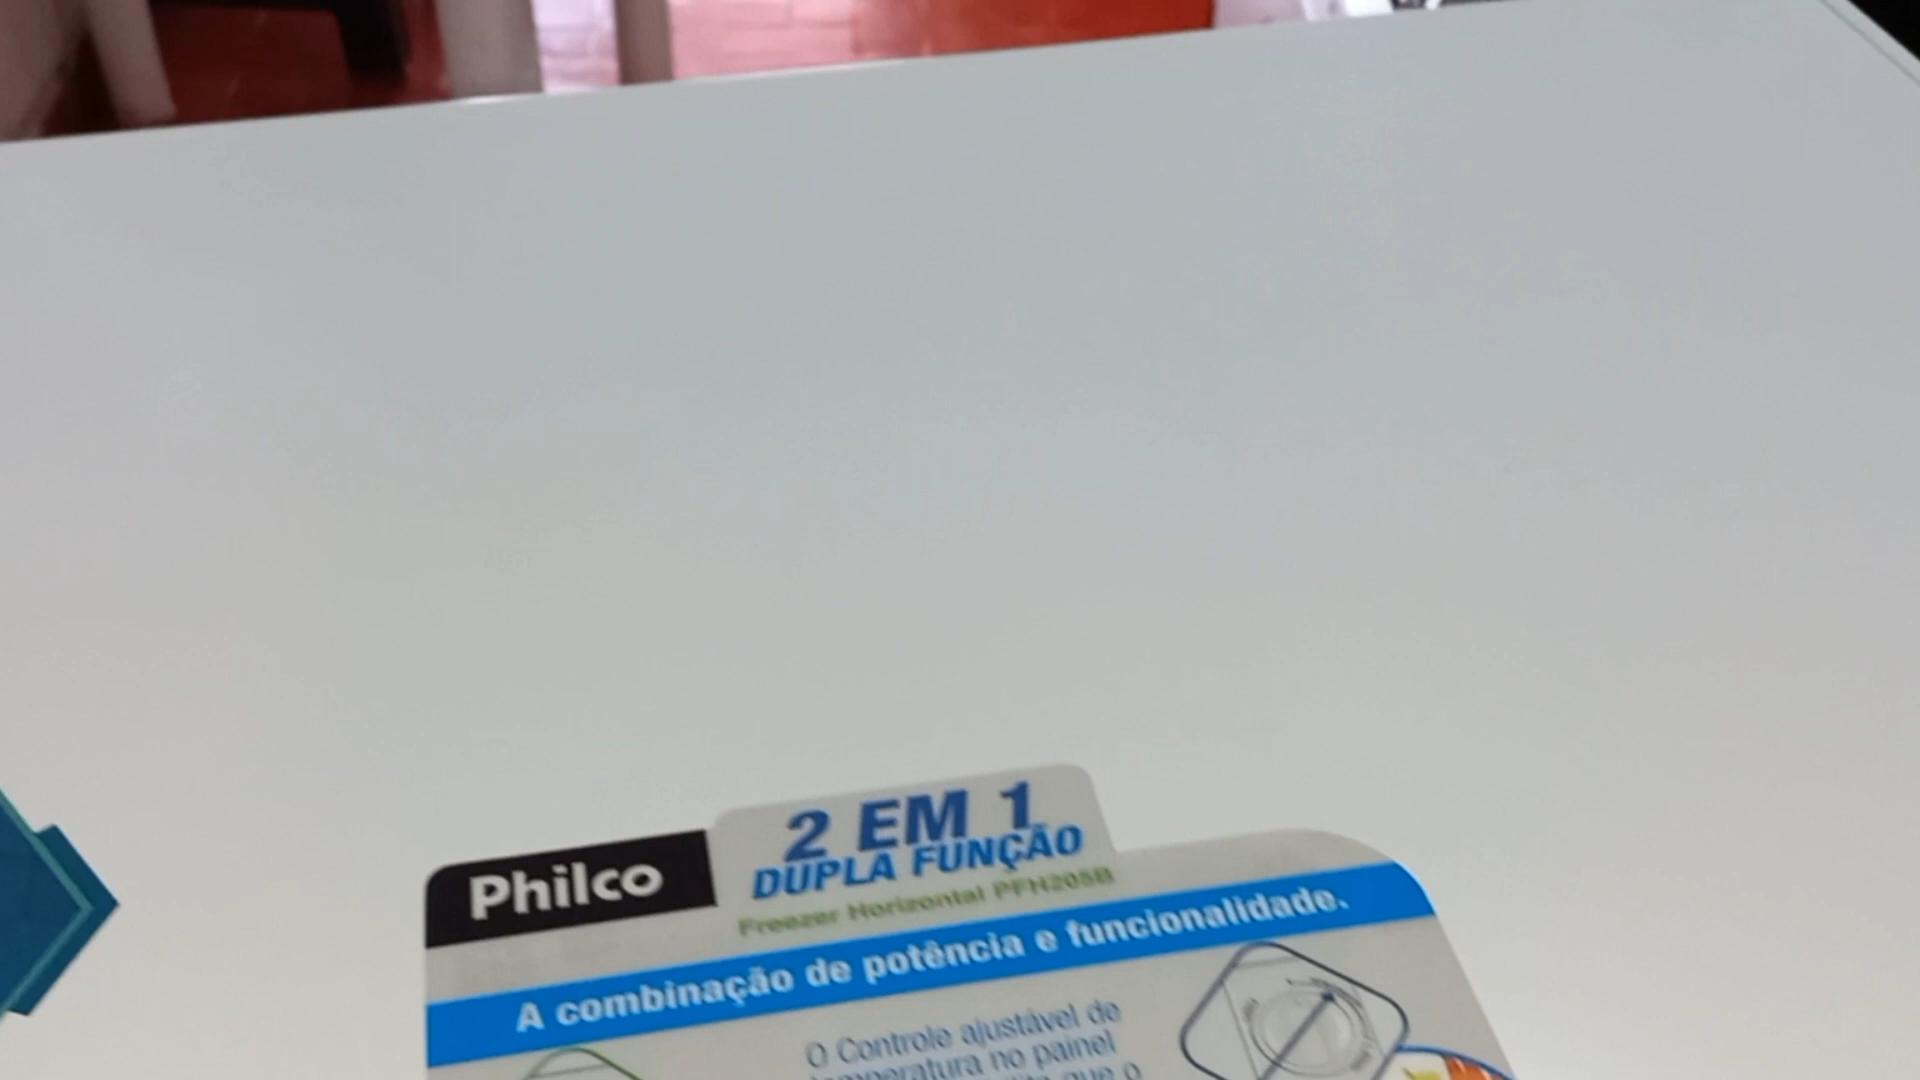 Philco
2 EM 1
DUPLA FUNÇÃO
Freezer Horizontal PFH205B
A combinação de potência e funcionalidade.
O Controle ajustável de
temperatura no painel
que o